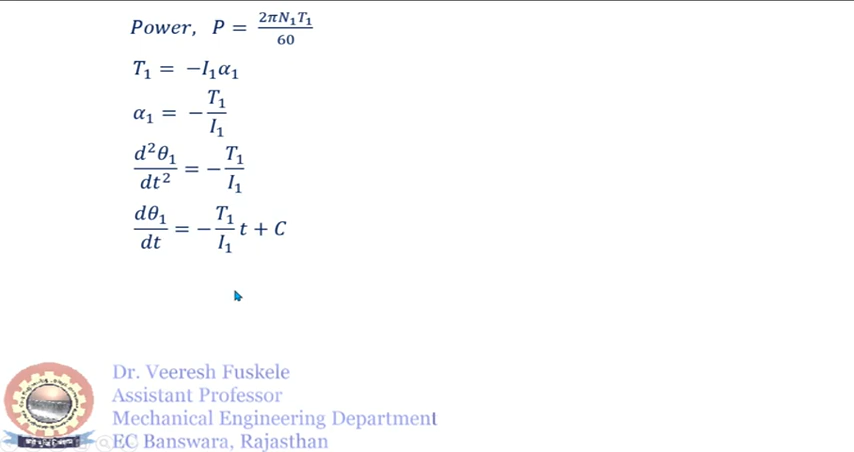 Power, P = 2πN₁T₁/60
T₁ = −I₁α₁
α₁ = −T₁/I₁
d²θ₁/dt² = −T₁/I₁
dθ₁/dt = −T₁/I₁ t + C
Dr. Veeresh Fuskele
Assistant Professor
Mechanical Engineering Department
EC Banswara, Rajasthan